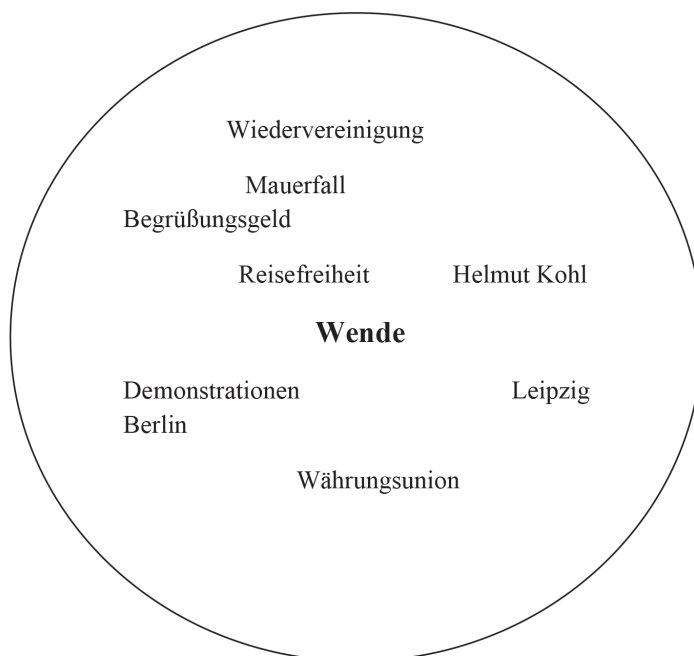 Wiedervereinigung
Mauerfall
Begrüßungsgeld
Reisefreiheit Helmut Kohl
Wende
Demonstrationen Leipzig
Berlin
Währungsunion